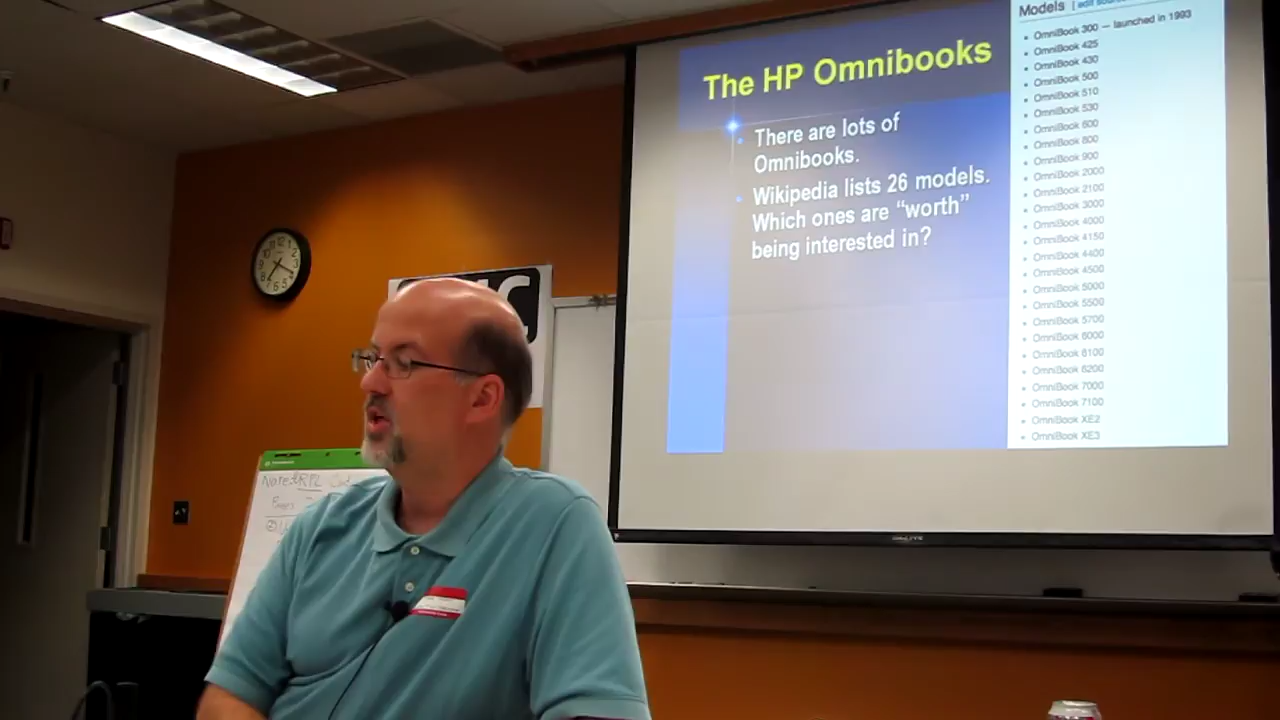 The HP Omnibooks
There are lots of
Omnibooks.
Wikipedia lists 26 models.
Which ones are “worth”
being interested in?
Models [ edit
OmniBook 300 — launched in 1993
OmniBook 425
OmniBook 430
OmniBook 500
OmniBook 510
OmniBook 530
OmniBook 600
OmniBook 800
OmniBook 900
OmniBook 2000
OmniBook 2100
OmniBook 3000
OmniBook 4000
OmniBook 4150
OmniBook 4400
OmniBook 4500
OmniBook 5000
OmniBook 5500
OmniBook 5700
OmniBook 6000
OmniBook 6100
OmniBook 6200
OmniBook 7000
OmniBook 7100
OmniBook XE2
OmniBook XE3